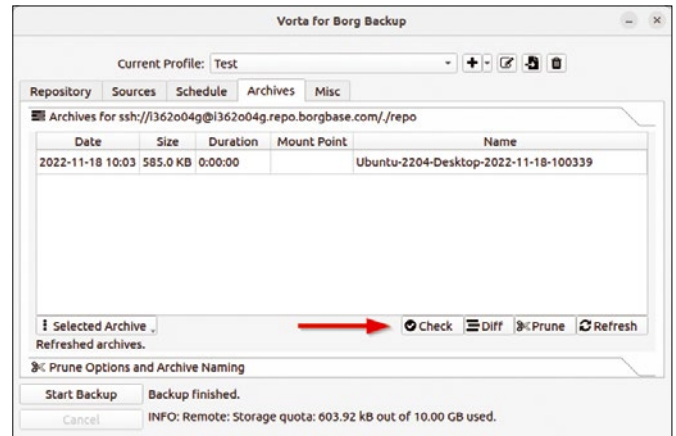 Vorta for Borg Backup
Current Profile: Test
Repository Sources Schedule Archives Misc
Archives for ssh://i362o04g@i362o04g.repo.borgbase.com/./repo
Date Size Duration Mount Point Name
2022-11-18 10:03 585.0 KB 0:00:00 Ubuntu-2204-Desktop-2022-11-18-100339
Selected Archive Check Diff Prune Refresh
Refreshed archives.
Prune Options and Archive Naming
Start Backup Backup finished.
Cancel INFO: Remote: Storage quota: 603.92 kB out of 10.00 GB used.